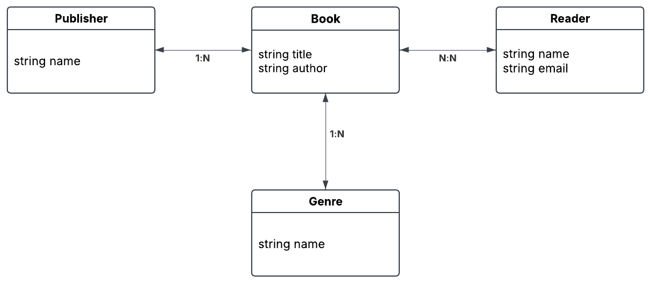 Publisher
string name
1:N
Book
string title
string author
N:N
Reader
string name
string email
1:N
Genre
string name